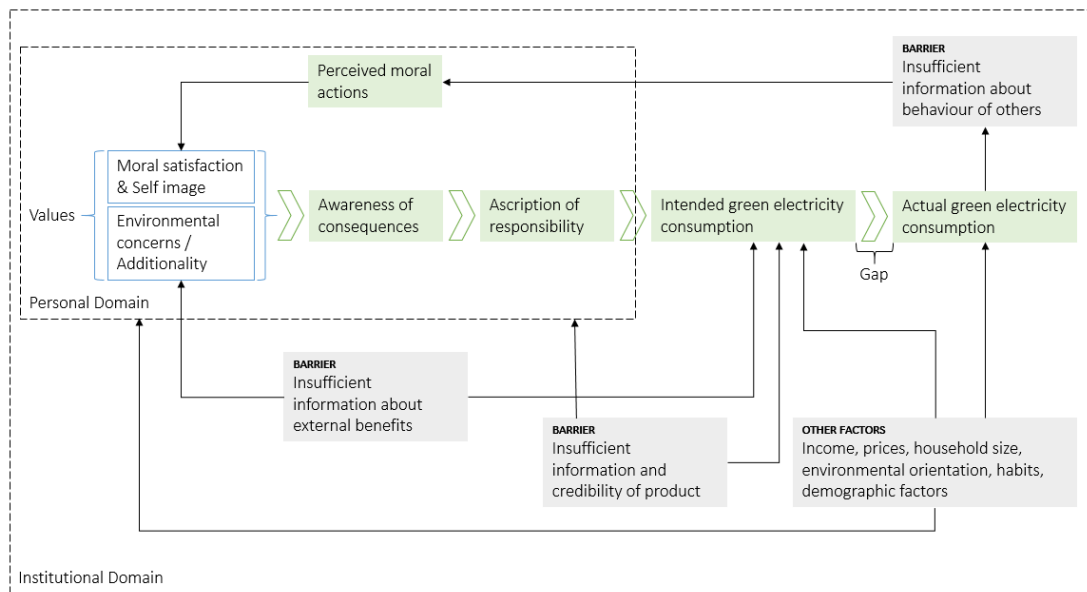 BARRIER
Insufficient
information about
behaviour of others
Perceived moral
actions
Values
Moral satisfaction
& Self image
Environmental
concerns /
Additionality
Awareness of
consequences
Ascription of
responsibility
Intended green electricity
consumption
Gap
Actual green electricity
consumption
Personal Domain
BARRIER
Insufficient
information about
external benefits
BARRIER
Insufficient
information and
credibility of product
OTHER FACTORS
Income, prices, household size,
environmental orientation, habits,
demographic factors
Institutional Domain